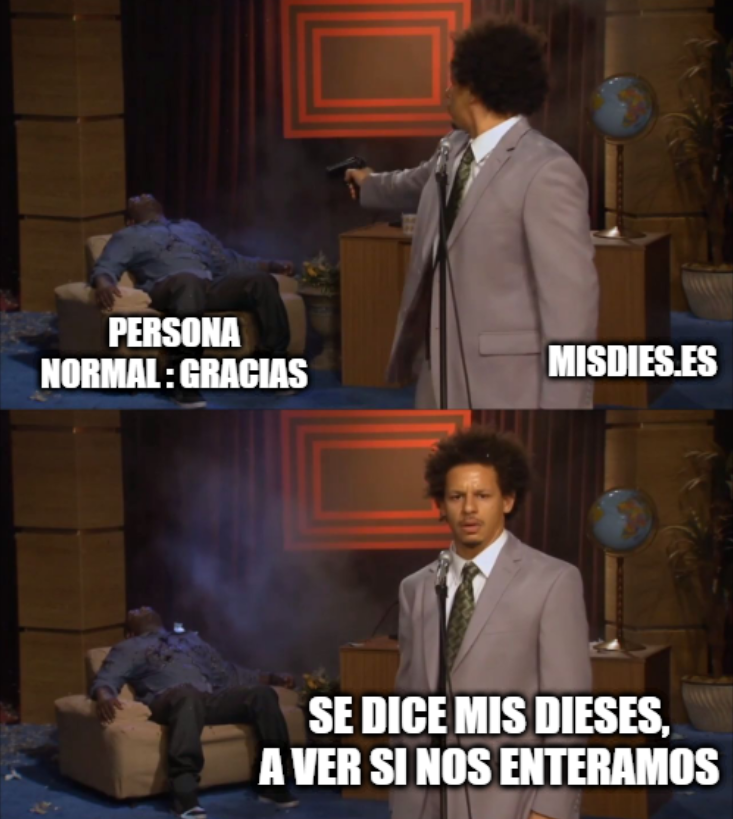 PERSONA
NORMAL : GRACIAS
MISDIES.ES
SE DICE MIS DIESES,
A VER SI NOS ENTERAMOS